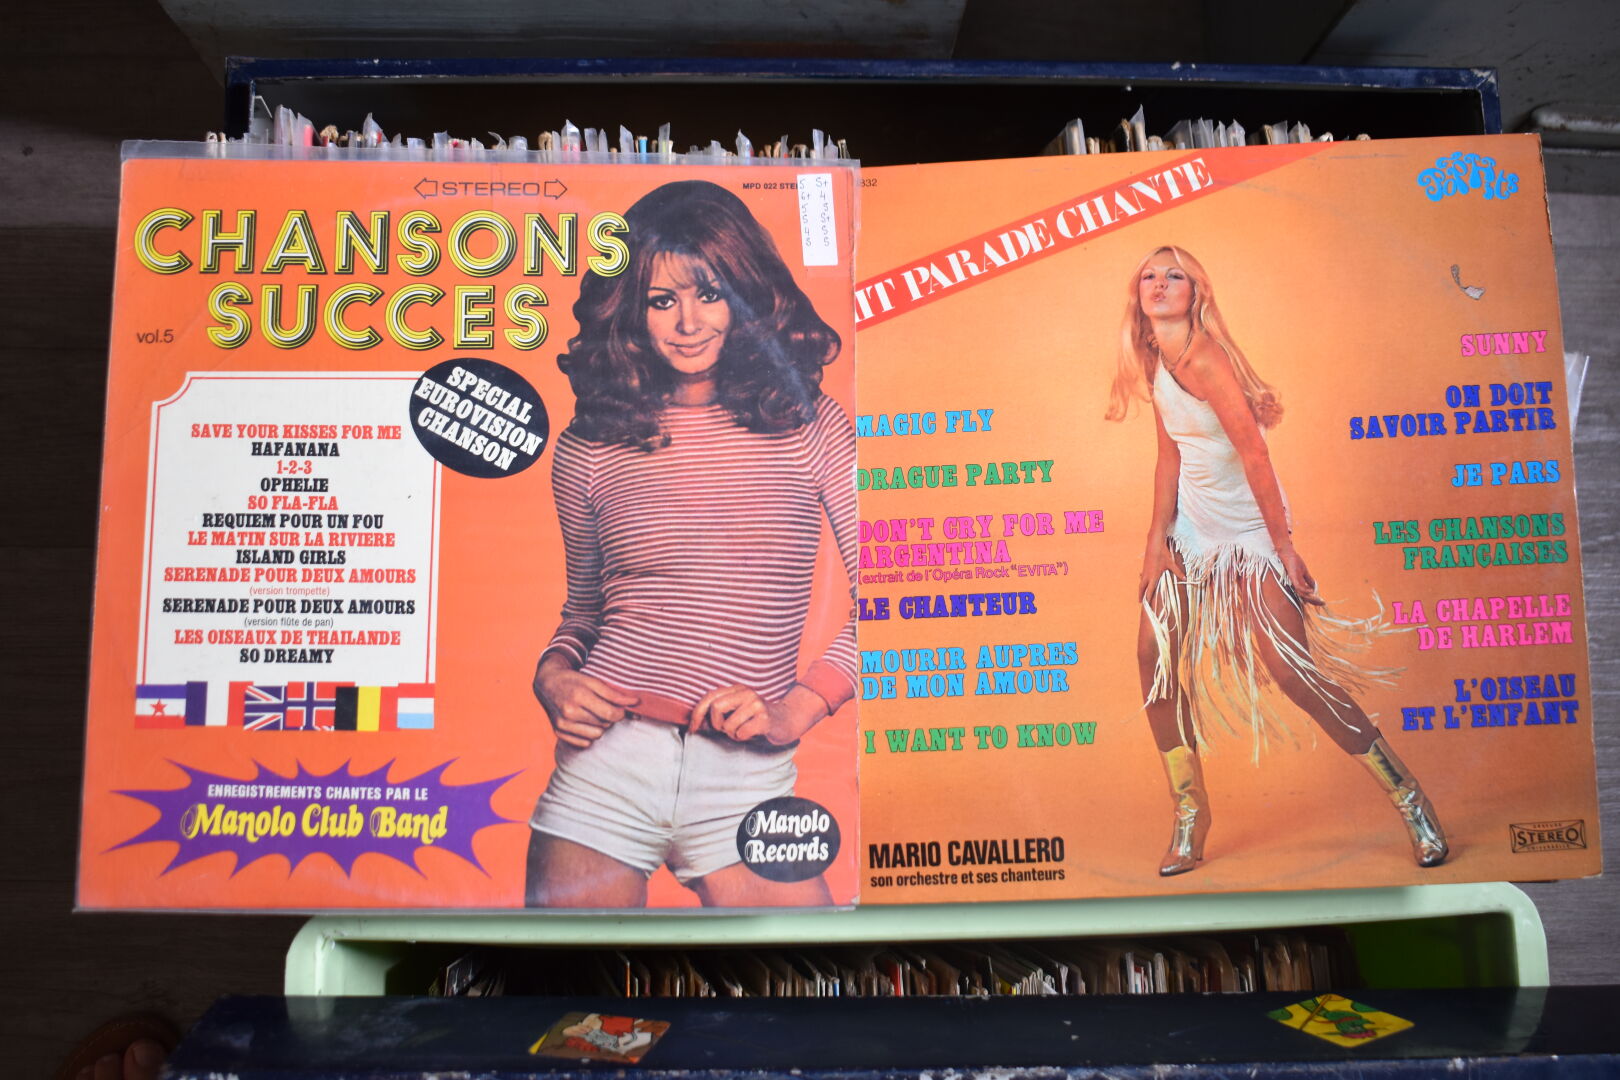 STEREO
MPD 022 STE
CHANSONS
SUCCES
vol.5
SPECIAL
EUROVISION
CHANSON
SAVE YOUR KISSES FOR ME
HAFANANA
1-2-3
OPHELIE
SO FLA-FLA
REQUIEM POUR UN FOU
LE MATIN SUR LA RIVIERE
ISLAND GIRLS
SERENADE POUR DEUX AMOURS
(version trompette)
SERENADE POUR DEUX AMOURS
(version flûte de pan)
LES OISEAUX DE THAILANDE
SO DREAMY
ENREGISTREMENTS CHANTES PAR LE
Manolo Club Band
Manolo
Records
332
IT PARADE CHANTE
POP Hits
MAGIC FLY
DRAGUE PARTY
DON'T CRY FOR ME
ARGENTINA
(extrait de l'Opéra Rock "EVITA")
LE CHANTEUR
MOURIR AUPRES
DE MON AMOUR
I WANT TO KNOW
SUNNY
ON DOIT
SAVOIR PARTIR
JE PARS
LES CHANSONS
FRANÇAISES
LA CHAPELLE
DE HARLEM
L'OISEAU
ET L'ENFANT
MARIO CAVALLERO
son orchestre et ses chanteurs
GRAVURE
STEREO
UNIVERSELLE